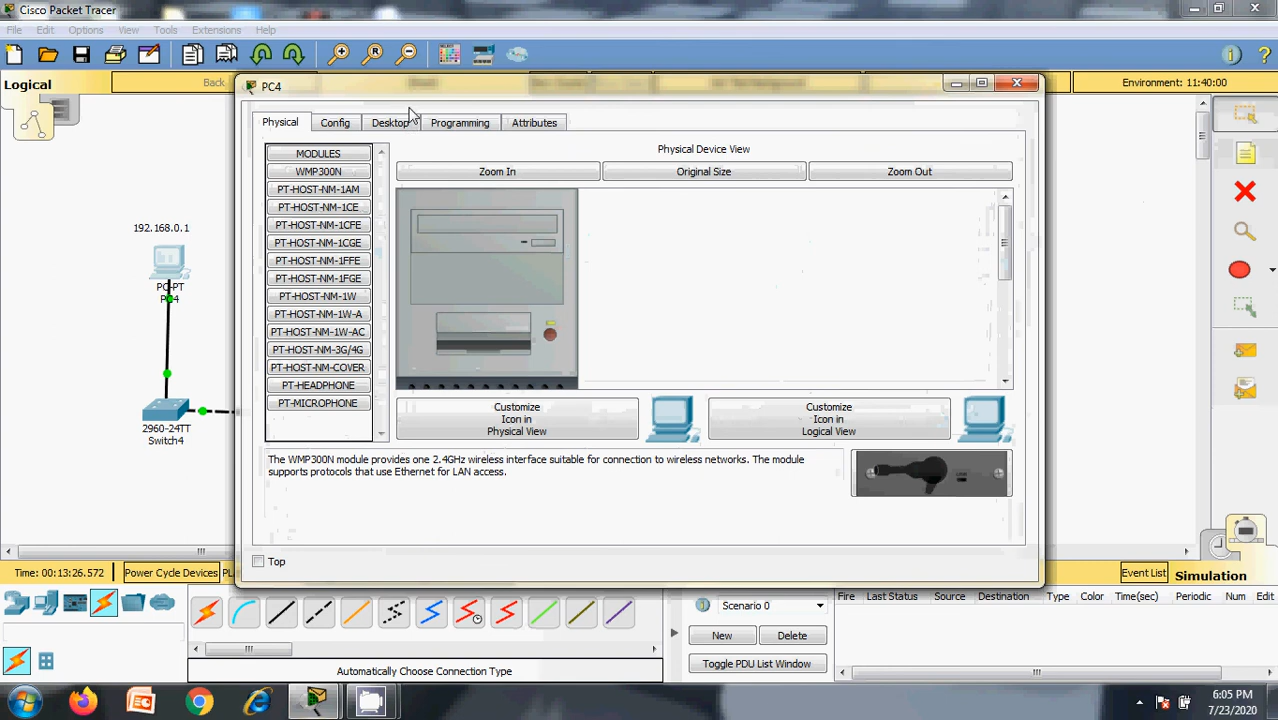 Cisco Packet Tracer
File Edit Options View Tools Extensions Help
Logical
Back
Environment: 11:40:00
PC4
Physical Config Desktop Programming Attributes
MODULES
WMP300N
PT-HOST-NM-1AM
PT-HOST-NM-1CE
PT-HOST-NM-1CFE
PT-HOST-NM-1CGE
PT-HOST-NM-1FFE
PT-HOST-NM-1FGE
PT-HOST-NM-1W
PT-HOST-NM-1W-A
PT-HOST-NM-1W-AC
PT-HOST-NM-3G/4G
PT-HOST-NM-COVER
PT-HEADPHONE
PT-MICROPHONE
Physical Device View
Zoom In Original Size Zoom Out
Customize
Icon in
Physical View
Customize
Icon in
Logical View
The WMP300N module provides one 2.4GHz wireless interface suitable for connection to wireless networks. The module
supports protocols that use Ethernet for LAN access.
Top
192.168.0.1
PC-PT
PC4
2960-24TT
Switch4
Time: 00:13:26.572 Power Cycle Devices
Event List Simulation
Scenario 0
New Delete
Toggle PDU List Window
Fire Last Status Source Destination Type Color Time(sec) Periodic Num Edit
Automatically Choose Connection Type
6:05 PM
7/23/2020